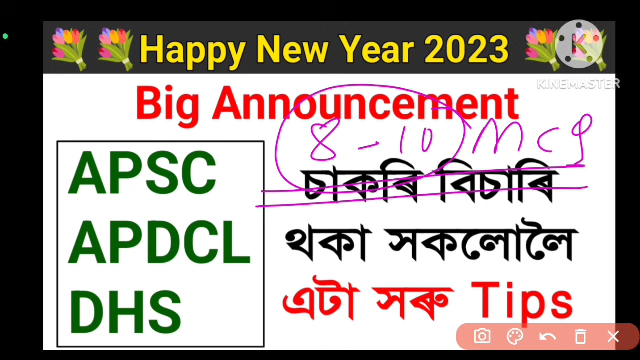 Happy New Year 2023
KINEMASTER
Big Announcement
8-10 MCQ
APSC
চাকৰি বিচাৰি
APDCL
থকা সকলোলৈ
DHS
এটা সৰু Tips